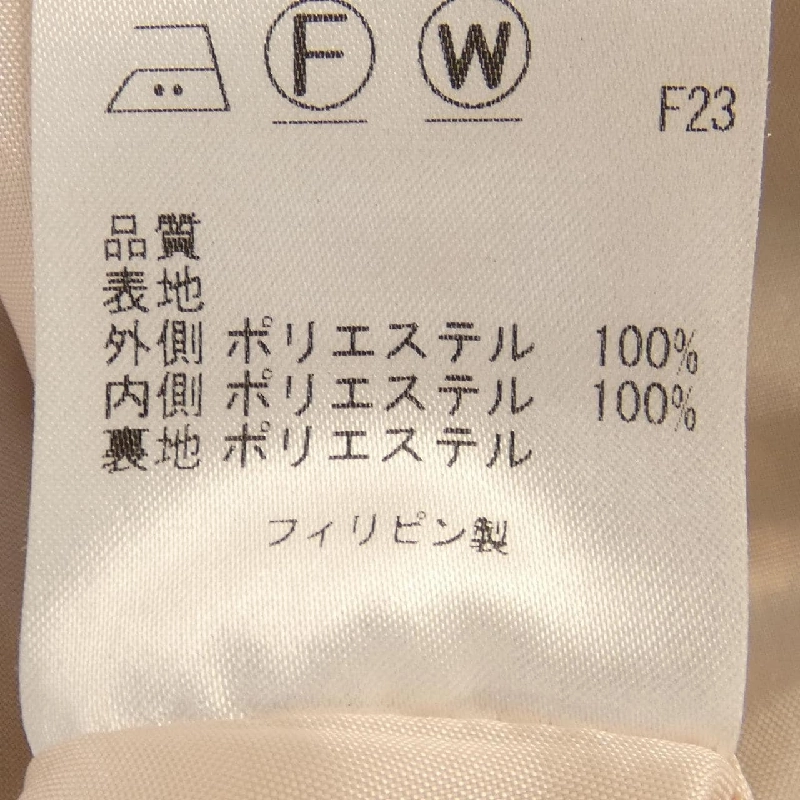 F W
F23
品質
表地
外側 ポリエステル 100%
内側 ポリエステル 100%
裏地 ポリエステル
フィリピン製